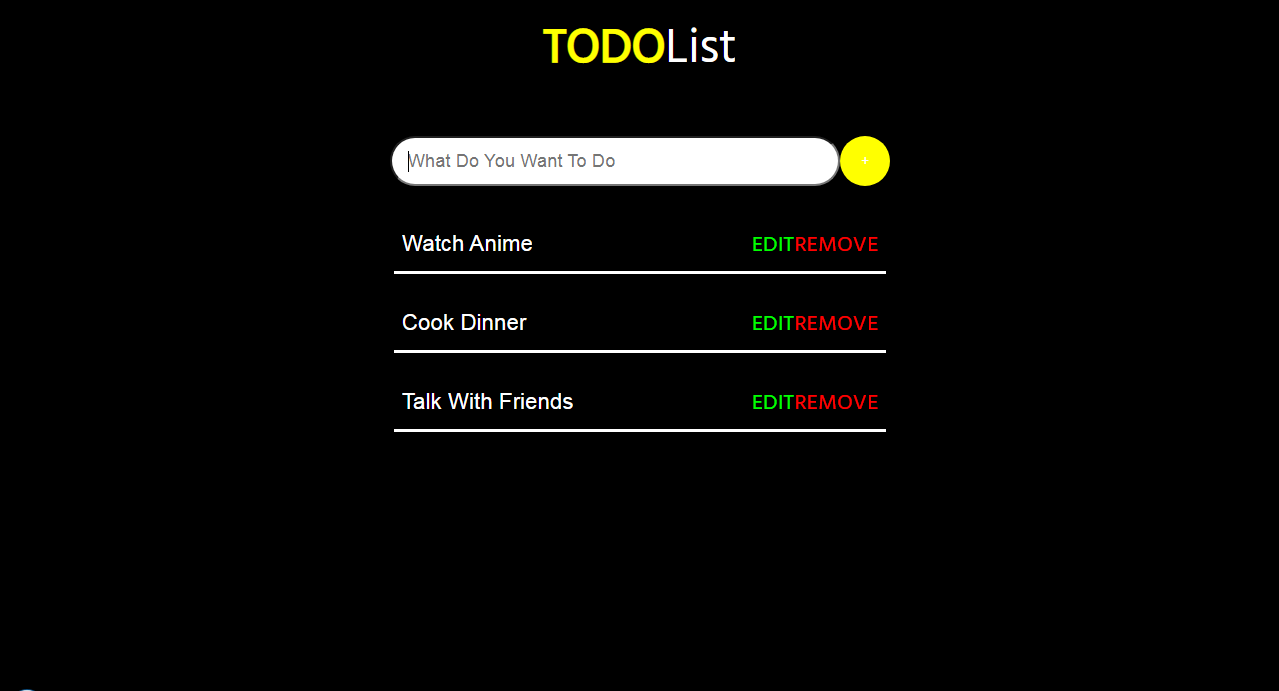 TODOList
What Do You Want To Do +
Watch Anime EDITREMOVE
Cook Dinner EDITREMOVE
Talk With Friends EDITREMOVE